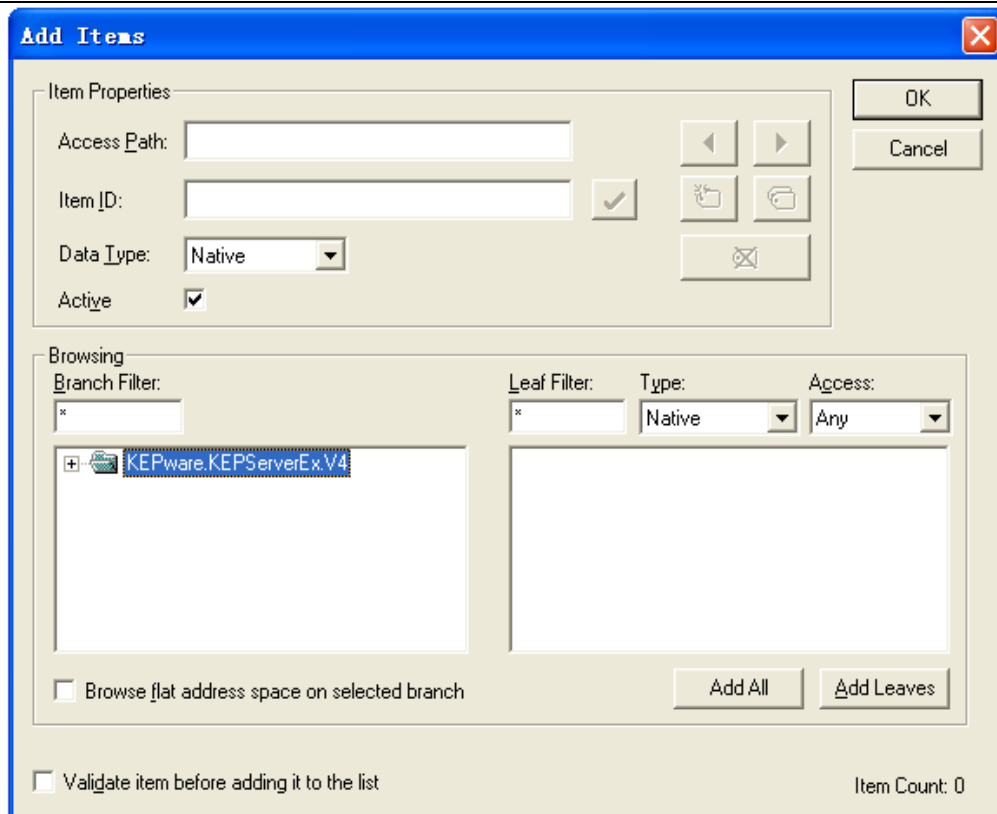 Add Items
Item Properties
OK
Access Path:
Cancel
Item ID:
Data Type: Native
Active
Browsing
Branch Filter: Leaf Filter: Type: Access:
* * Native Any
KEPware.KEPServerEx.V4
Browse flat address space on selected branch Add All Add Leaves
Validate item before adding it to the list Item Count: 0